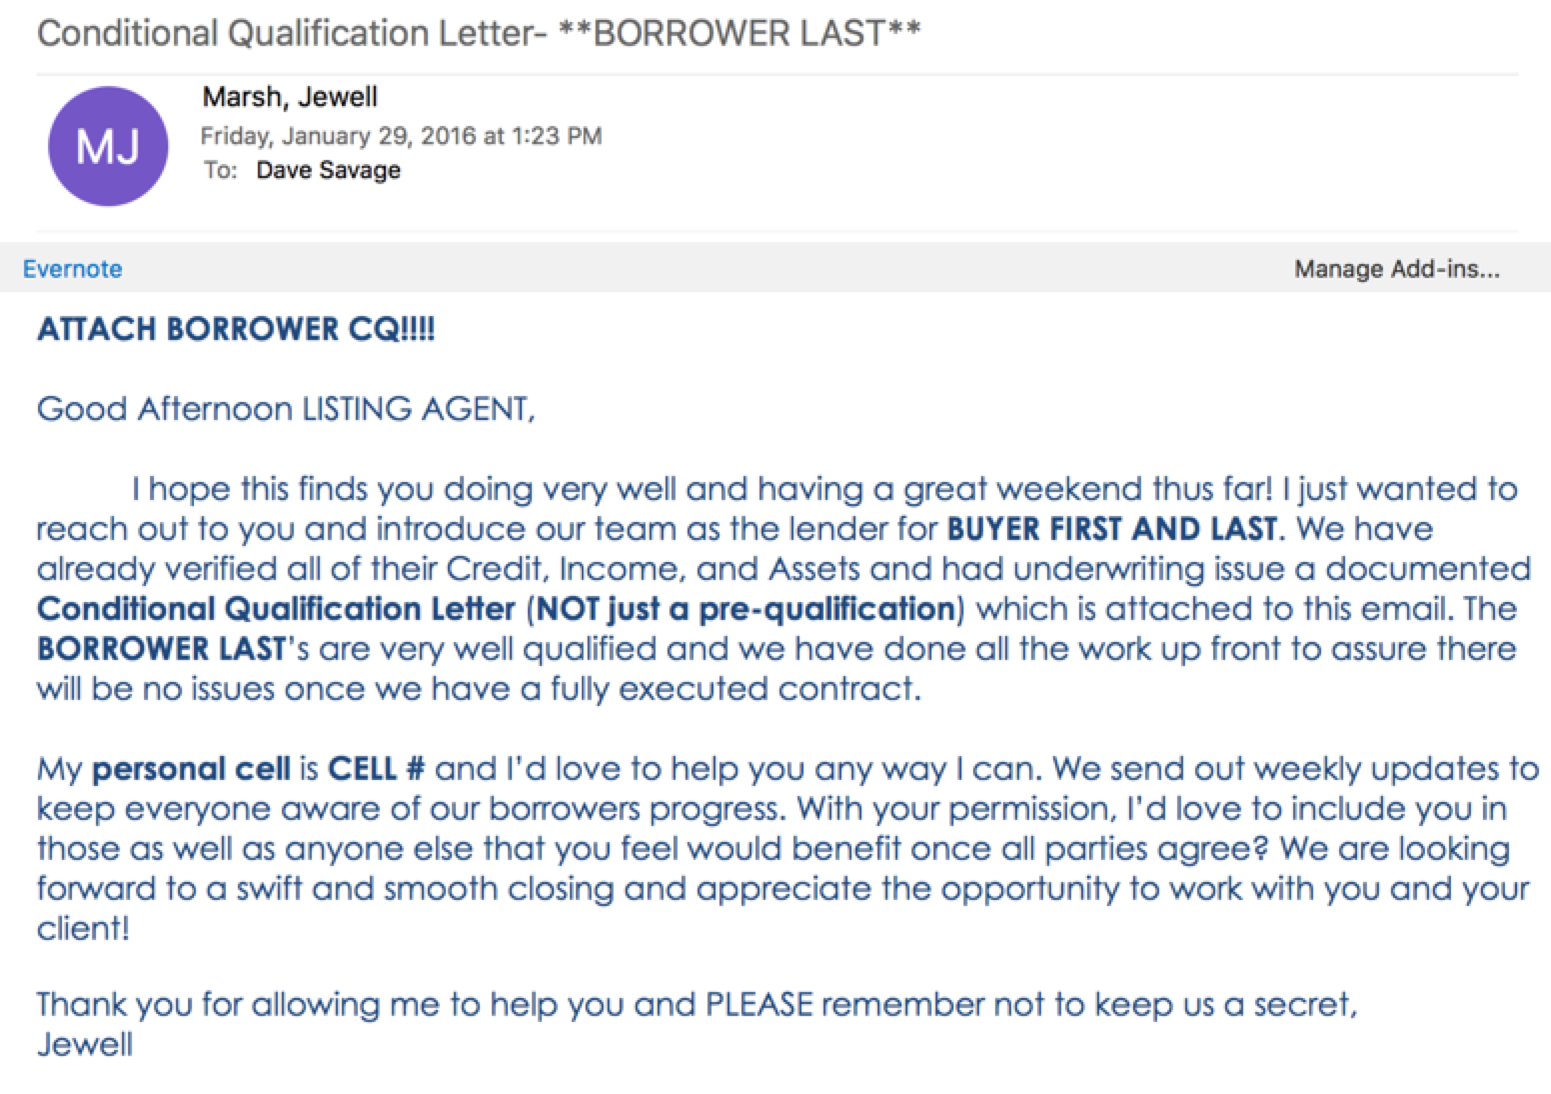 Conditional Qualification Letter- **BORROWER LAST**
MJ
Marsh, Jewell
Friday, January 29, 2016 at 1:23 PM
To: Dave Savage
Evernote
Manage Add-ins...
ATTACH BORROWER CQ!!!!
Good Afternoon LISTING AGENT,
I hope this finds you doing very well and having a great weekend thus far! I just wanted to
reach out to you and introduce our team as the lender for BUYER FIRST AND LAST. We have
already verified all of their Credit, Income, and Assets and had underwriting issue a documented
Conditional Qualification Letter (NOT just a pre-qualification) which is attached to this email. The
BORROWER LAST's are very well qualified and we have done all the work up front to assure there
will be no issues once we have a fully executed contract.
My personal cell is CELL # and I'd love to help you any way I can. We send out weekly updates to
keep everyone aware of our borrowers progress. With your permission, I'd love to include you in
those as well as anyone else that you feel would benefit once all parties agree? We are looking
forward to a swift and smooth closing and appreciate the opportunity to work with you and your
client!
Thank you for allowing me to help you and PLEASE remember not to keep us a secret,
Jewell